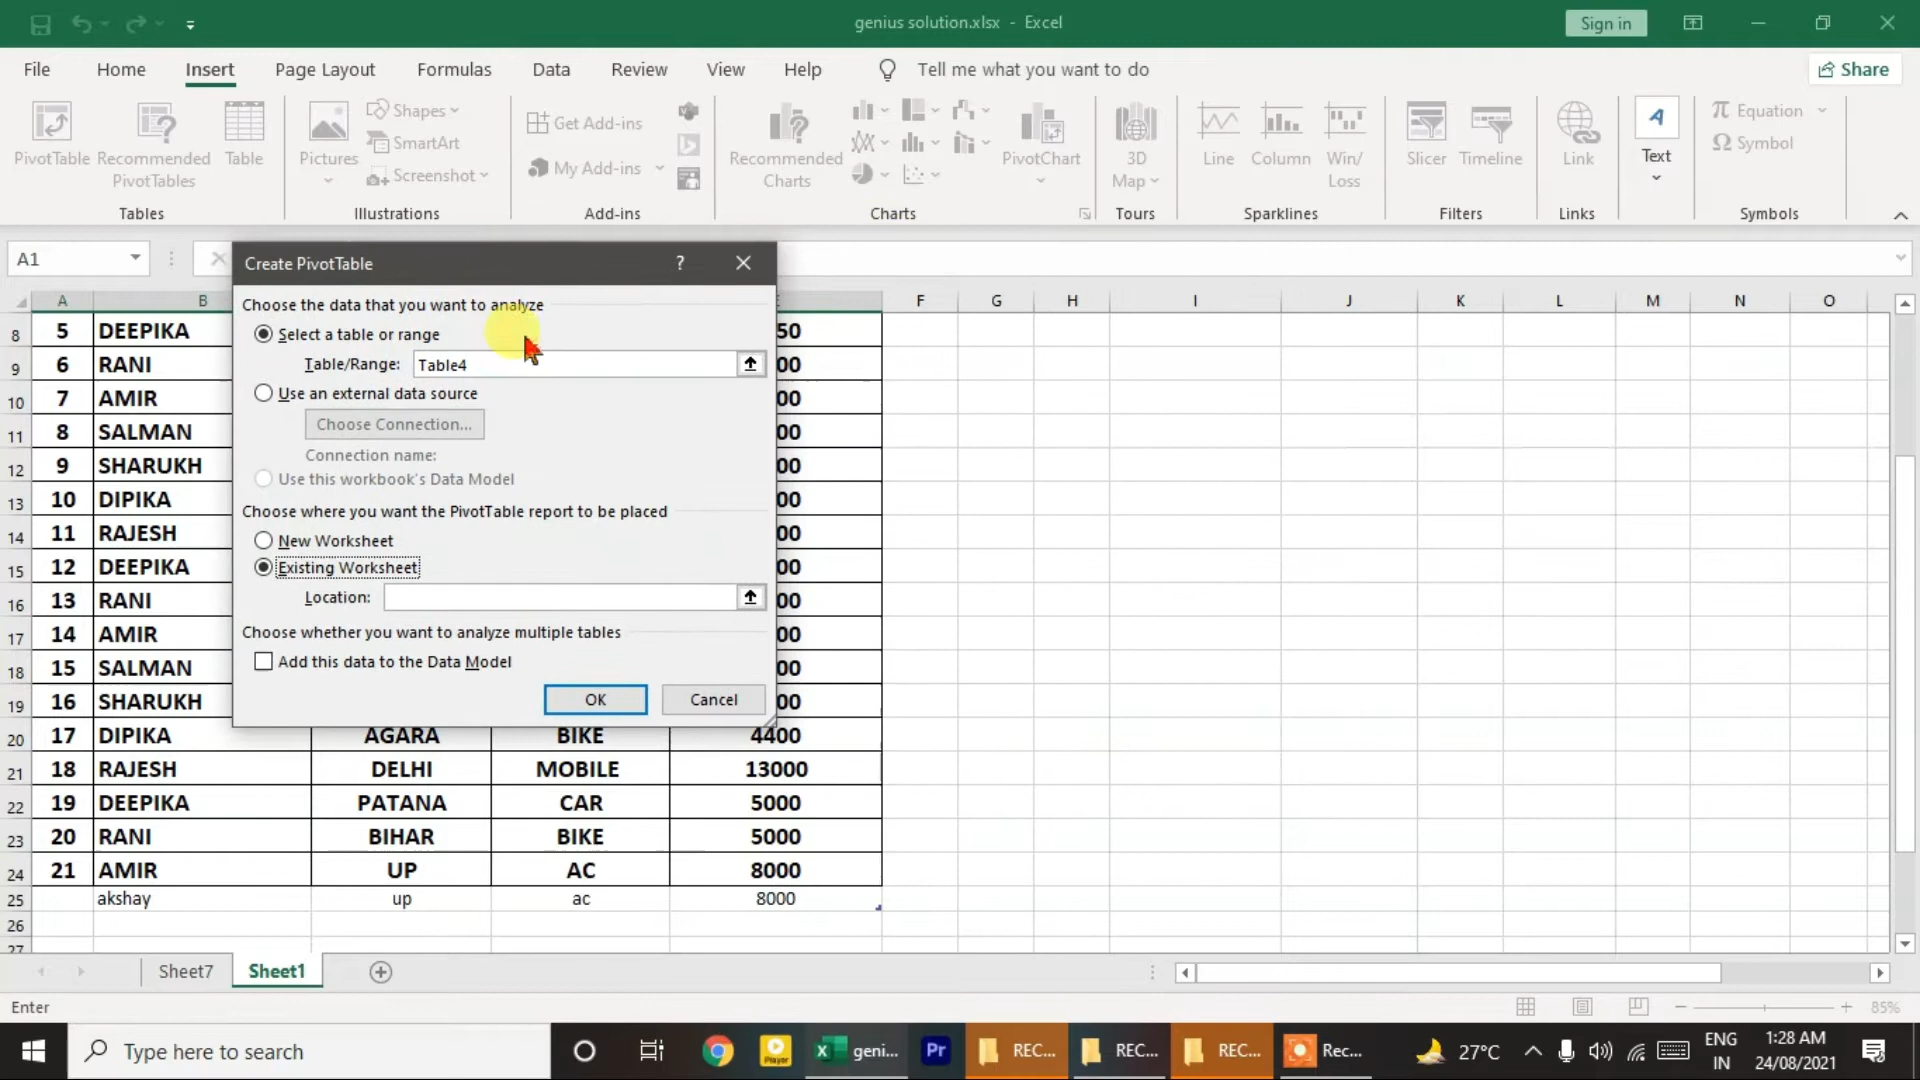 genius solution.xlsx - Excel
Sign in
File Home Insert Page Layout Formulas Data Review View Help Tell me what you want to do Share
PivotTable Recommended PivotTables Table
Tables
Pictures Shapes SmartArt Screenshot
Illustrations
Get Add-ins
My Add-ins
Add-ins
Recommended Charts PivotChart
Charts
3D Map
Tours
Line Column Win/Loss
Sparklines
Slicer Timeline
Filters
Link
Links
Text
Equation
Symbol
Symbols
A1
Create PivotTable ?
Choose the data that you want to analyze
Select a table or range
Table/Range: Table4
Use an external data source
Choose Connection...
Connection name:
Use this workbook's Data Model
Choose where you want the PivotTable report to be placed
New Worksheet
Existing Worksheet
Location:
Choose whether you want to analyze multiple tables
Add this data to the Data Model
OK Cancel
A B F G H I J K L M N O
8 5 DEEPIKA 50
9 6 RANI 00
10 7 AMIR 00
11 8 SALMAN 00
12 9 SHARUKH 00
13 10 DIPIKA 00
14 11 RAJESH 00
15 12 DEEPIKA 00
16 13 RANI 00
17 14 AMIR 00
18 15 SALMAN 00
19 16 SHARUKH 00
20 17 DIPIKA AGARA BIKE 4400
21 18 RAJESH DELHI MOBILE 13000
22 19 DEEPIKA PATANA CAR 5000
23 20 RANI BIHAR BIKE 5000
24 21 AMIR UP AC 8000
25 akshay up ac 8000
26
27
Sheet7 Sheet1
Enter 85%
Type here to search
Player
geni...
Pr
REC...
REC...
REC...
Rec...
27°C
ENG
IN
1:28 AM
24/08/2021